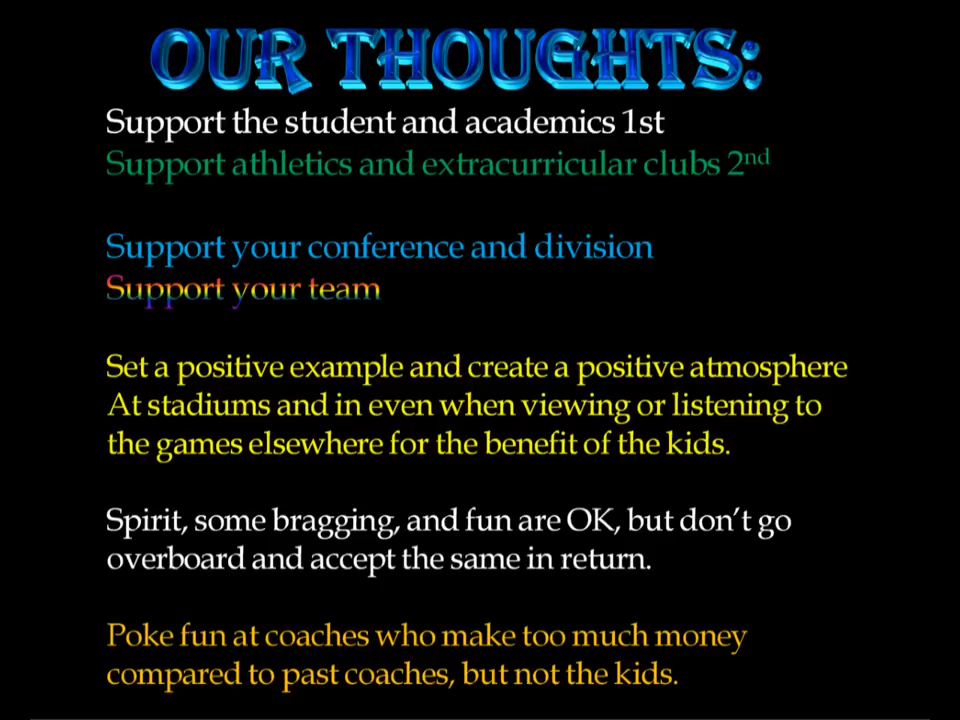 OUR THOUGHTS:
Support the student and academics 1st
Support athletics and extracurricular clubs 2nd
Support your conference and division
Support your team
Set a positive example and create a positive atmosphere
At stadiums and in even when viewing or listening to
the games elsewhere for the benefit of the kids.
Spirit, some bragging, and fun are OK, but don’t go
overboard and accept the same in return.
Poke fun at coaches who make too much money
compared to past coaches, but not the kids.